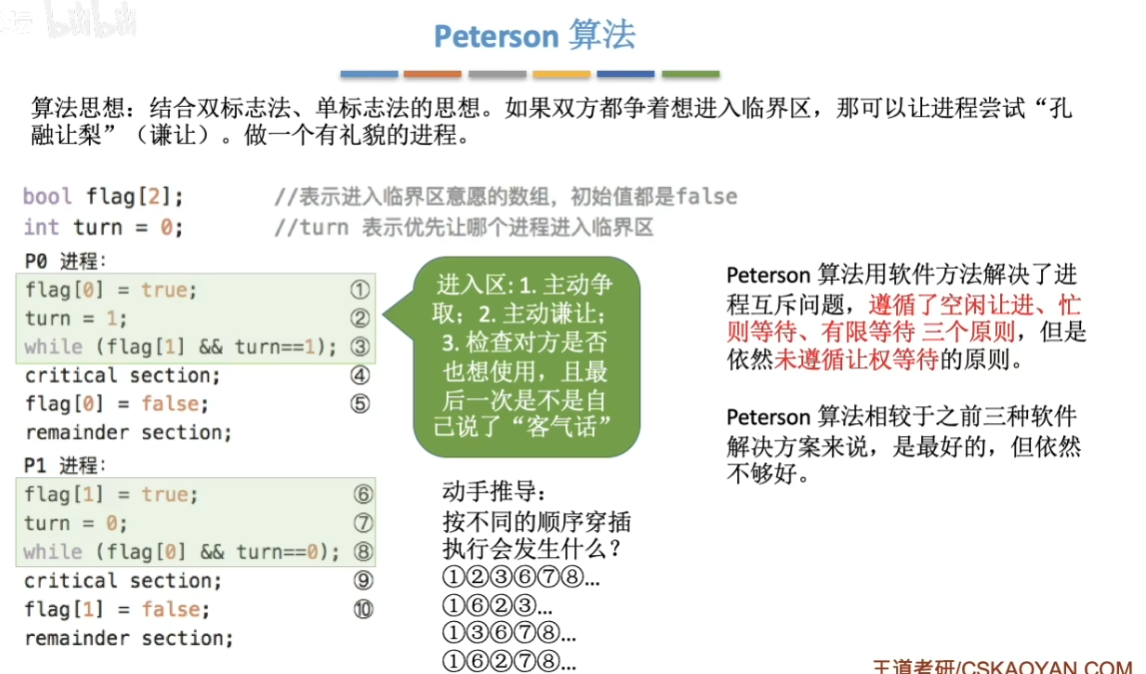 bilibili
Peterson 算法
算法思想：结合双标志法、单标志法的思想。如果双方都争着想进入临界区，那可以让进程尝试“孔
融让梨”（谦让）。做一个有礼貌的进程。
bool flag[2]; //表示进入临界区意愿的数组，初始值都是false
int turn = 0; //turn 表示优先让哪个进程进入临界区
P0 进程：
flag[0] = true; ①
turn = 1; ②
while (flag[1] && turn==1); ③
critical section; ④
flag[0] = false; ⑤
remainder section;
P1 进程：
flag[1] = true; ⑥
turn = 0; ⑦
while (flag[0] && turn==0); ⑧
critical section; ⑨
flag[1] = false; ⑩
remainder section;
进入区：1. 主动争
取；2. 主动谦让；
3. 检查对方是否
也想使用，且最
后一次是不是自
己说了“客气话”
动手推导：
按不同的顺序穿插
执行会发生什么？
①②③⑥⑦⑧...
①⑥②③...
①③⑥⑦⑧...
①⑥②⑦⑧...
Peterson 算法用软件方法解决了进
程互斥问题，遵循了空闲让进、忙
则等待、有限等待 三个原则，但是
依然未遵循让权等待的原则。
Peterson 算法相较于之前三种软件
解决方案来说，是最好的，但依然
不够好。
王道考研/CSKAOYAN.COM